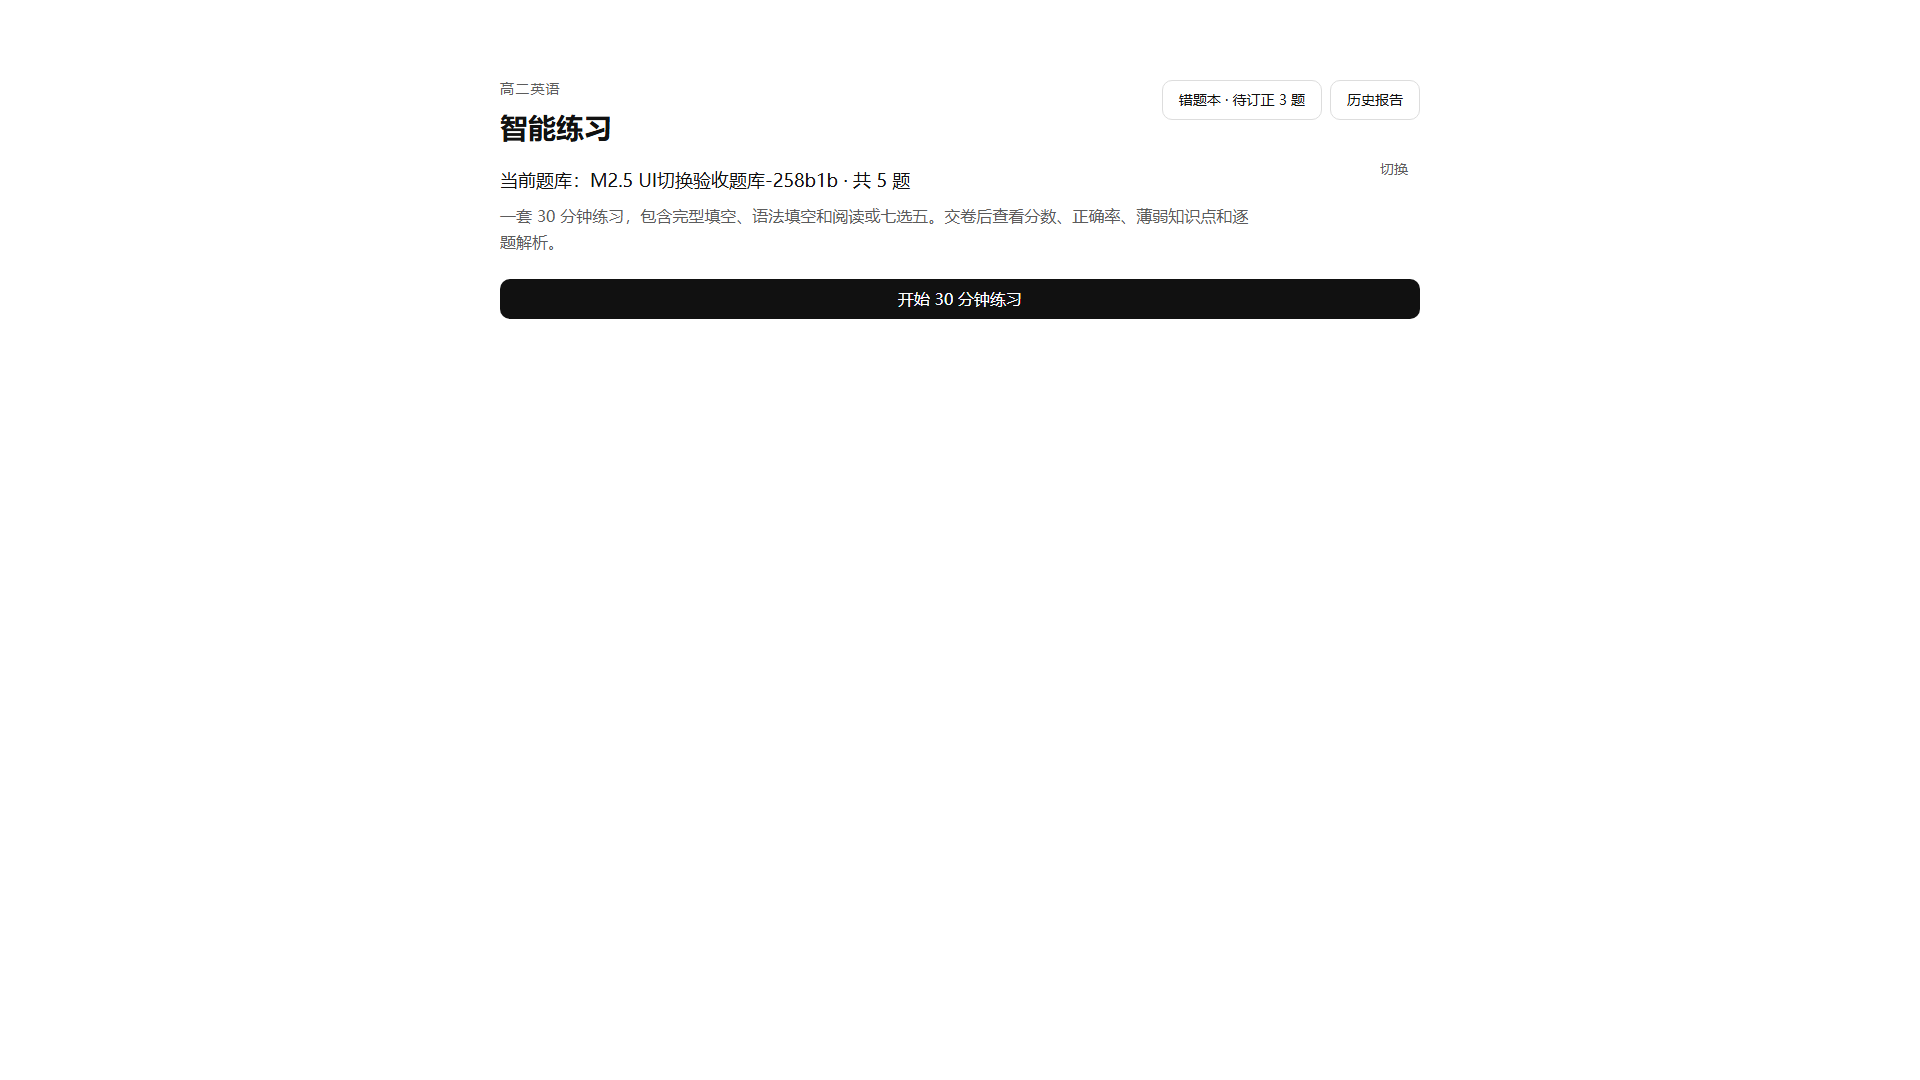 高二英语
智能练习
错题本 · 待订正 3 题
历史报告
当前题库：M2.5 UI切换验收题库-258b1b · 共 5 题
切换
一套 30 分钟练习，包含完型填空、语法填空和阅读或七选五。交卷后查看分数、正确率、薄弱知识点和逐
题解析。
开始 30 分钟练习